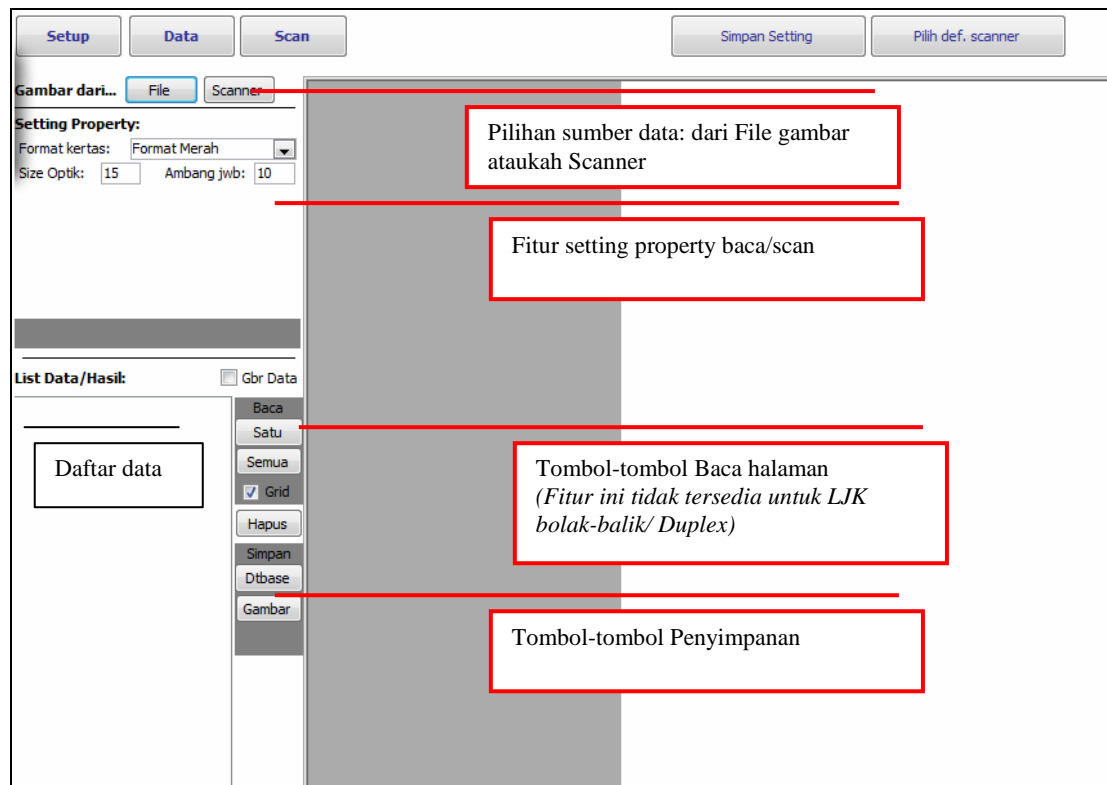 Setup Data Scan Simpan Setting Pilih def. scanner
Gambar dari... File Scanner
Setting Property:
Format kertas: Format Merah
Size Optik: 15 Ambang jwb: 10
Pilihan sumber data: dari File gambar
ataukah Scanner
Fitur setting property baca/scan
List Data/Hasil: Gbr Data
Daftar data
Baca
Satu
Semua
Grid
Hapus
Simpan
Dtbase
Gambar
Tombol-tombol Baca halaman
(Fitur ini tidak tersedia untuk LJK
bolak-balik/ Duplex)
Tombol-tombol Penyimpanan